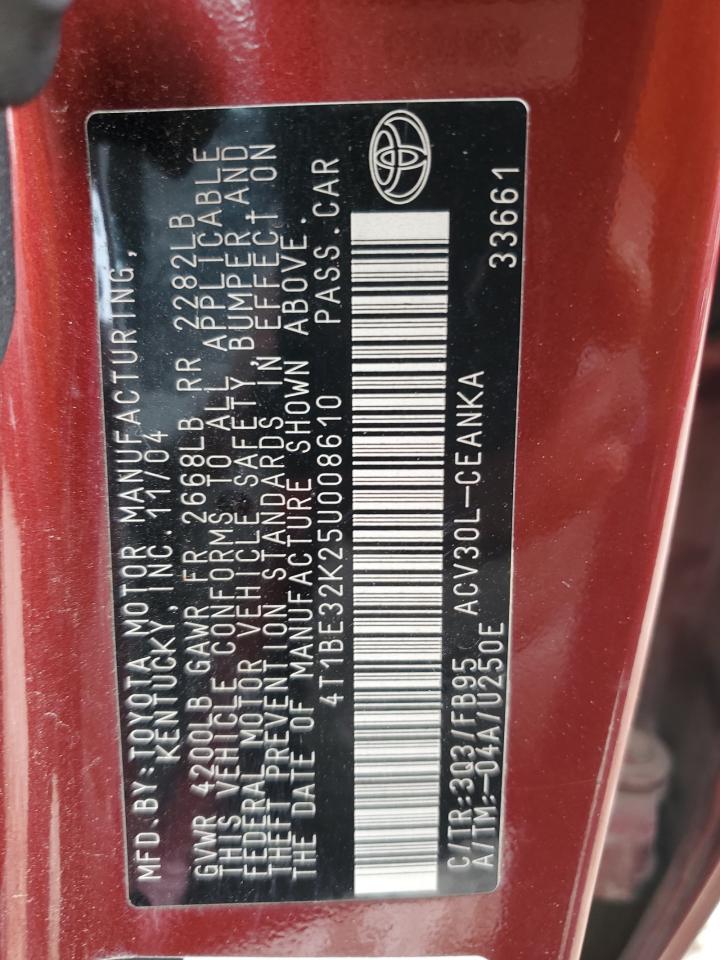 MFD.BY:TOYOTA MOTOR MANUFACTURING,
KENTUCKY,INC. 11/04
GVWR 4200LB GAWR FR 2668LB RR 2282LB
THIS VEHICLE CONFORMS TO ALL APPLICABLE
FEDERAL MOTOR VEHICLE SAFETY, BUMPER, AND
THEFT PREVENTION STANDARDS IN EFFECT ON
THE DATE OF MANUFACTURE SHOWN ABOVE.
4T1BE32K25U008610 PASS.CAR
C/TR:3Q3/FB95 ACV30L-CEANKA 33661
A/TM:-04A/U250E